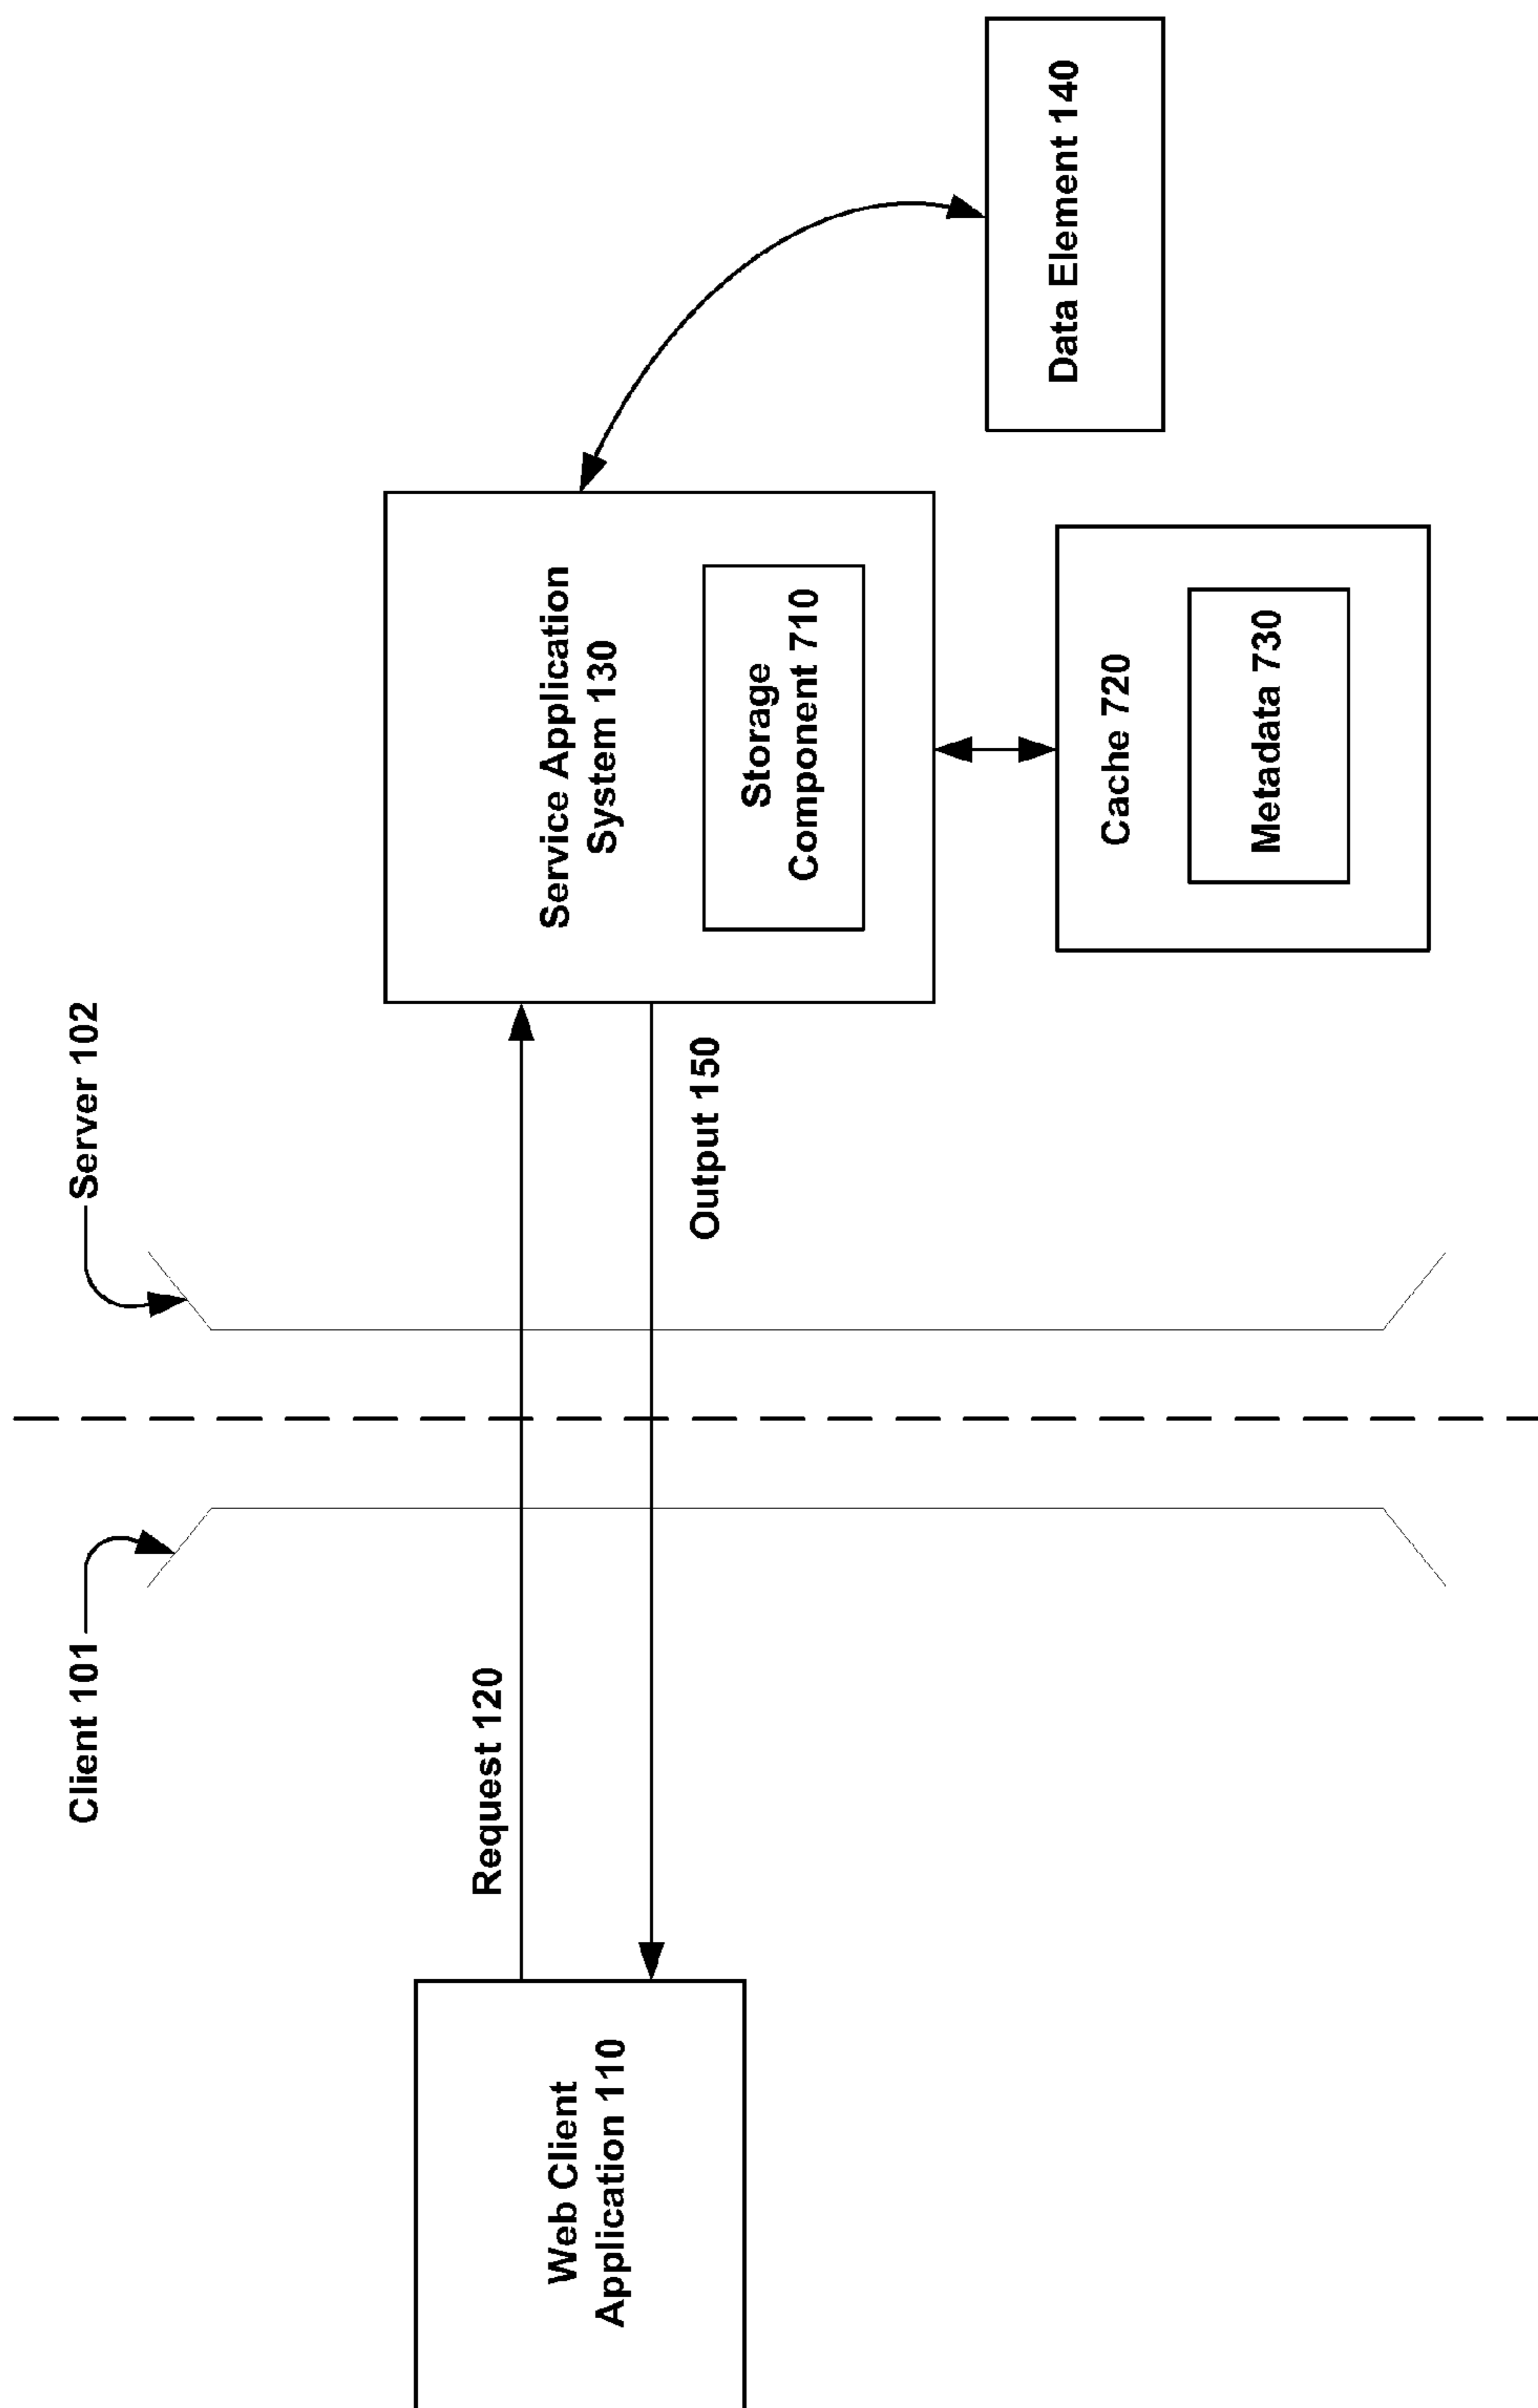 Client 101
Server 102
Web Client
Application 110
Request 120
Output 150
Service Application
System 130
Storage
Component 710
Cache 720
Metadata 730
Data Element 140